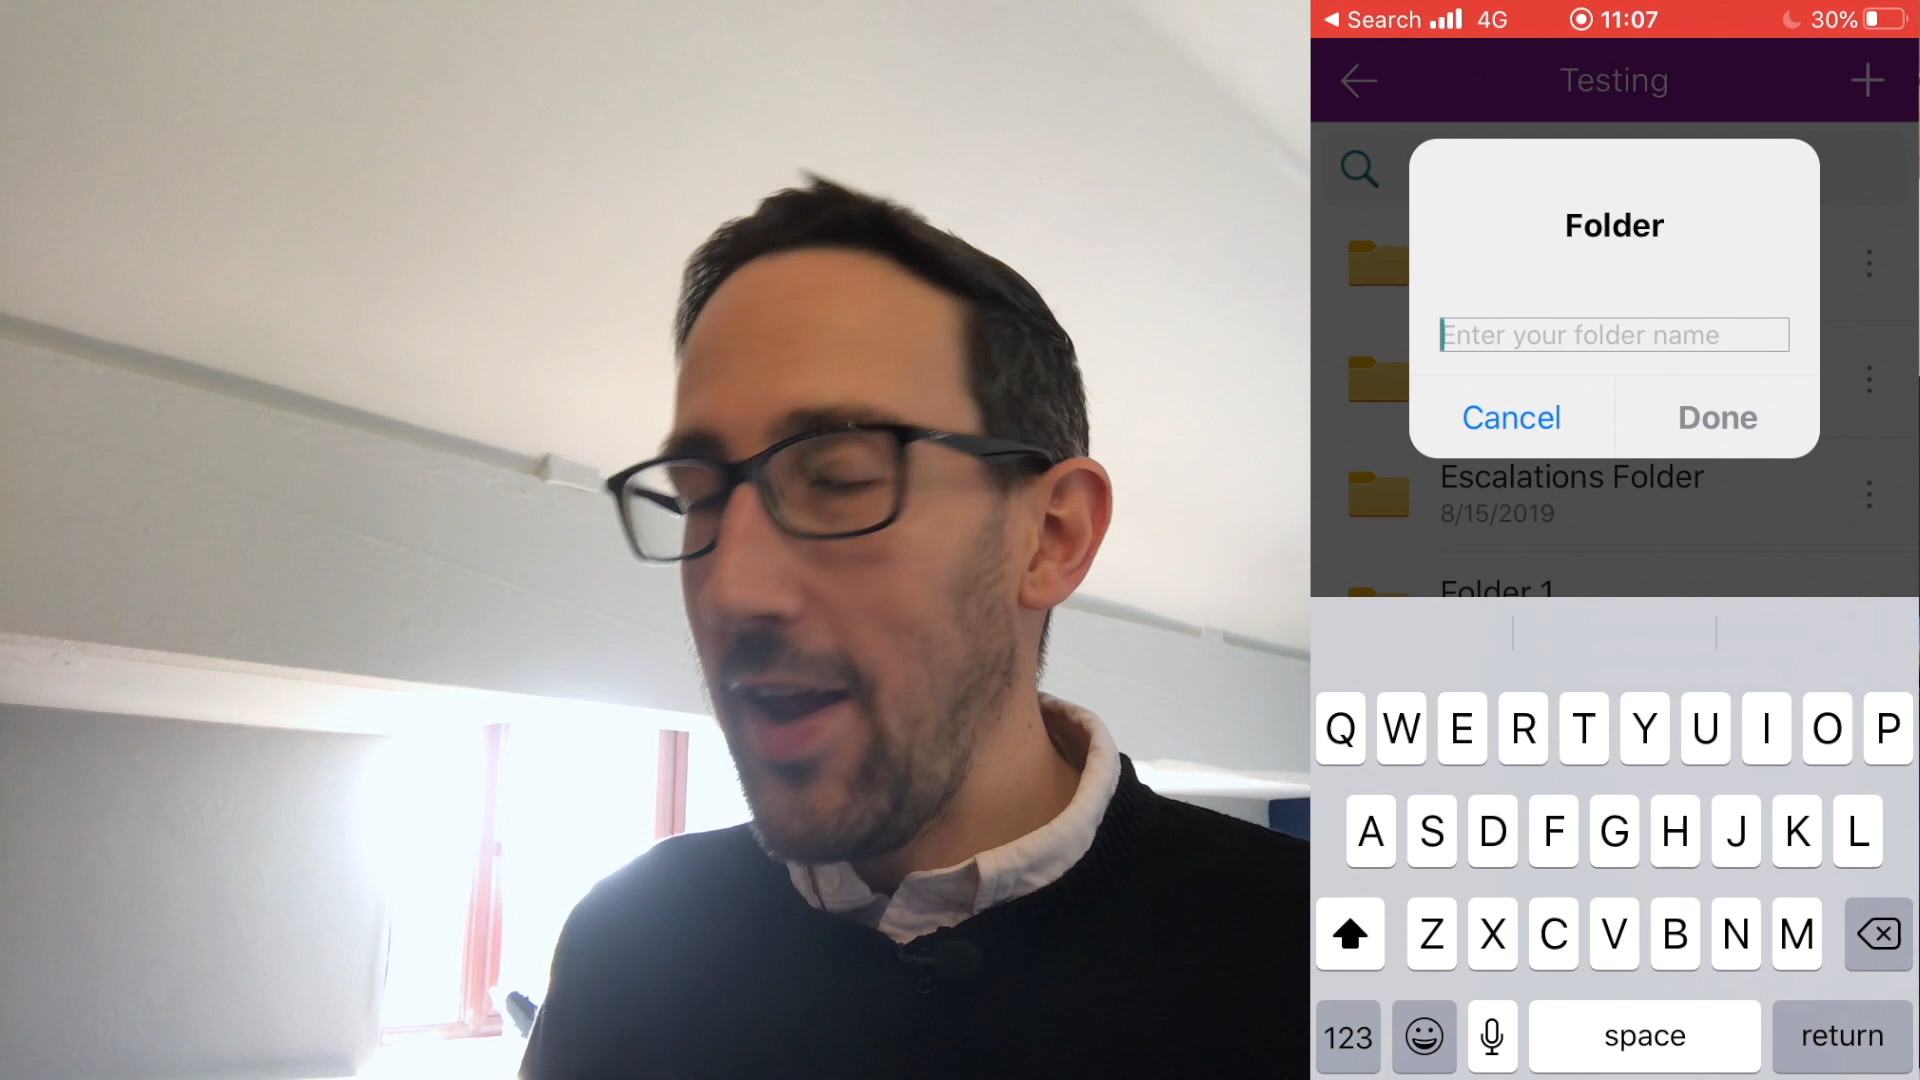 Search 4G 11:07 30%
Testing
Folder
Enter your folder name
Cancel Done
Escalations Folder
8/15/2019
Folder 1
Q W E R T Y U I O P
A S D F G H J K L
Z X C V B N M
123 space return